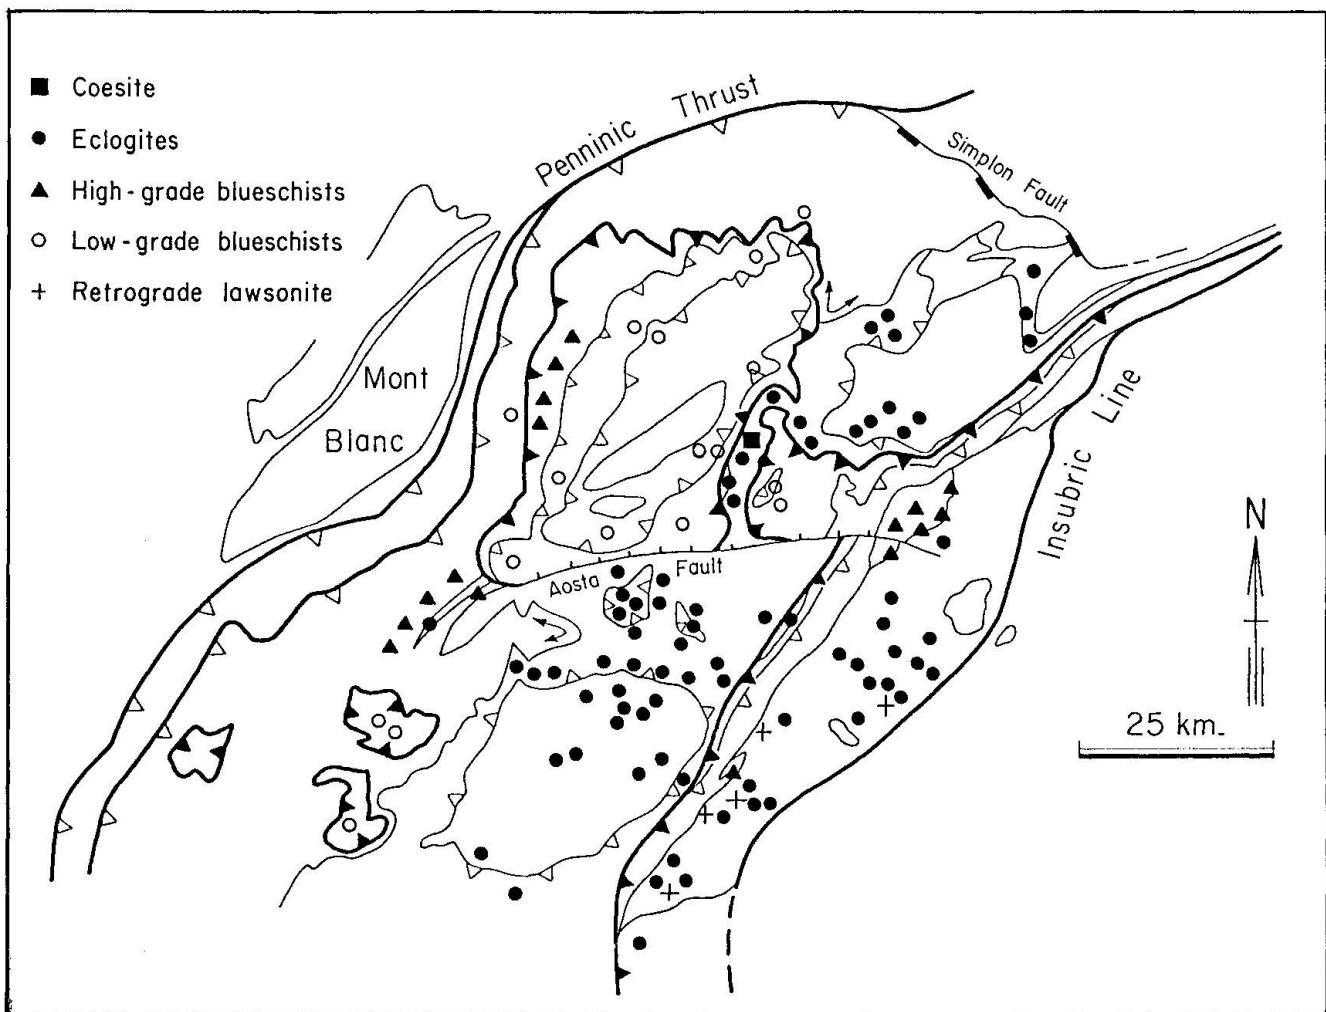 Coesite
Eclogites
High-grade blueschists
Low-grade blueschists
+ Retrograde lawsonite
Penninic Thrust
Simplon Fault
Mont
Blanc
Insubric Line
N
Aosta Fault
25 km.